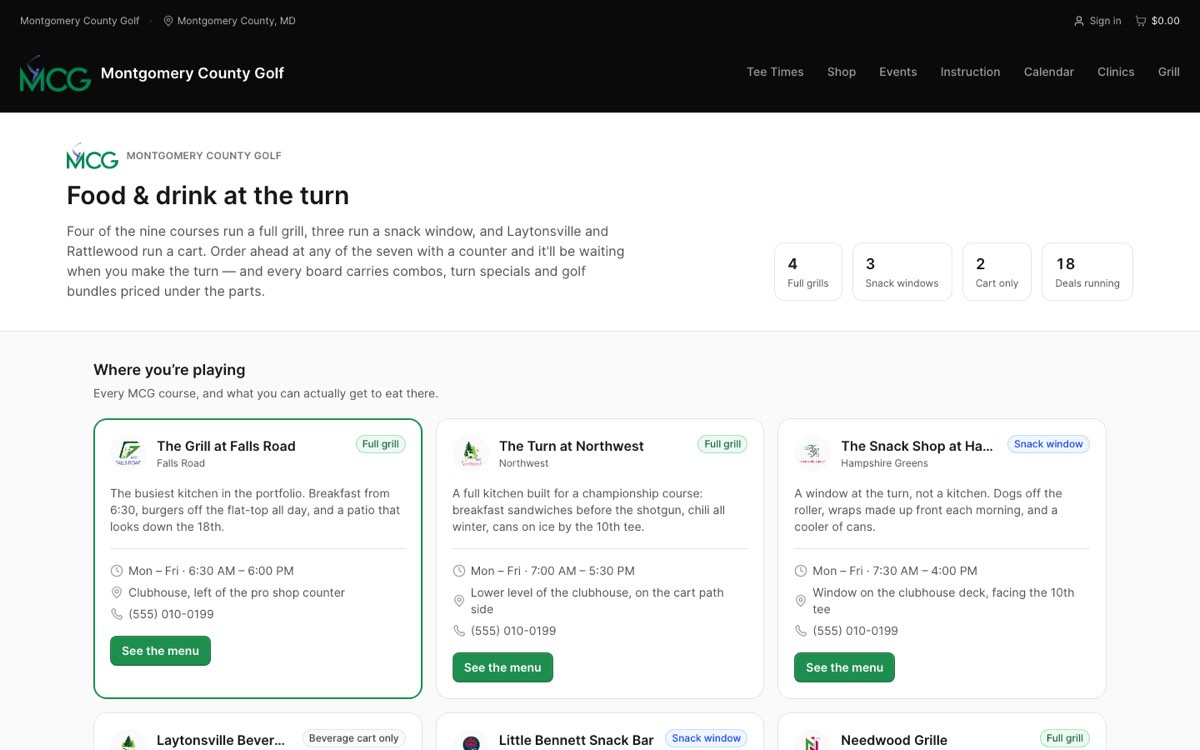 Montgomery County Golf · Montgomery County, MD
Sign in $0.00
MCG Montgomery County Golf
Tee Times Shop Events Instruction Calendar Clinics Grill
MCG MONTGOMERY COUNTY GOLF
Food & drink at the turn
Four of the nine courses run a full grill, three run a snack window, and Laytonsville and
Rattlewood run a cart. Order ahead at any of the seven with a counter and it'll be waiting
when you make the turn — and every board carries combos, turn specials and golf
bundles priced under the parts.
4
Full grills
3
Snack windows
2
Cart only
18
Deals running
Where you’re playing
Every MCG course, and what you can actually get to eat there.
The Grill at Falls Road
Full grill
FALLS ROAD
Falls Road
The busiest kitchen in the portfolio. Breakfast from
6:30, burgers off the flat-top all day, and a patio that
looks down the 18th.
Mon – Fri · 6:30 AM – 6:00 PM
Clubhouse, left of the pro shop counter
(555) 010-0199
See the menu
The Turn at Northwest
Full grill
Northwest
A full kitchen built for a championship course:
breakfast sandwiches before the shotgun, chili all
winter, cans on ice by the 10th tee.
Mon – Fri · 7:00 AM – 5:30 PM
Lower level of the clubhouse, on the cart path
side
(555) 010-0199
See the menu
The Snack Shop at Ha...
Snack window
Hampshire Greens
A window at the turn, not a kitchen. Dogs off the
roller, wraps made up front each morning, and a
cooler of cans.
Mon – Fri · 7:30 AM – 4:00 PM
Window on the clubhouse deck, facing the 10th
tee
(555) 010-0199
See the menu
Laytonsville Bever...
Beverage cart only
Little Bennett Snack Bar
Snack window
Needwood Grille
Full grill